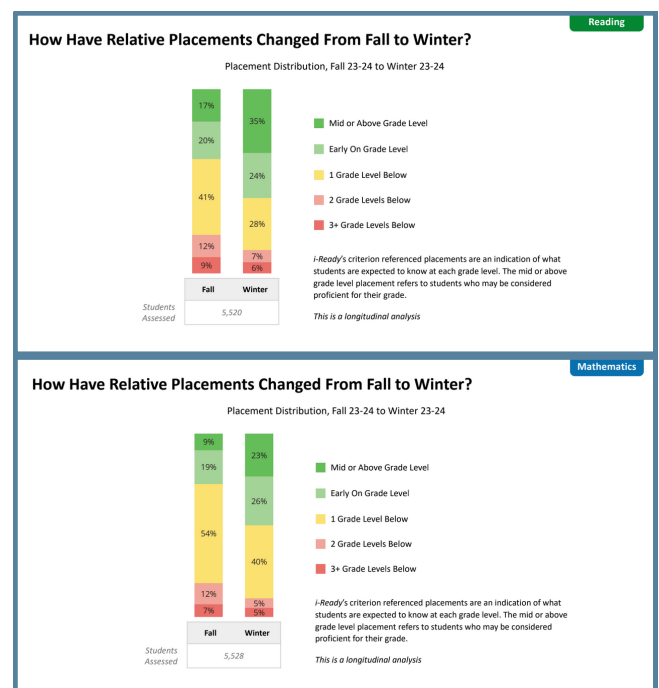 Reading
How Have Relative Placements Changed From Fall to Winter?
Placement Distribution, Fall 23-24 to Winter 23-24
17%
20%
41%
12%
9%
35%
24%
28%
7%
6%
Mid or Above Grade Level
Early On Grade Level
1 Grade Level Below
2 Grade Levels Below
3+ Grade Levels Below
i-Ready's criterion referenced placements are an indication of what
students are expected to know at each grade level. The mid or above
grade level placement refers to students who may be considered
proficient for their grade.
This is a longitudinal analysis
Fall Winter
Students
Assessed
5,520
Mathematics
How Have Relative Placements Changed From Fall to Winter?
Placement Distribution, Fall 23-24 to Winter 23-24
9%
19%
54%
12%
7%
23%
26%
40%
5%
5%
Mid or Above Grade Level
Early On Grade Level
1 Grade Level Below
2 Grade Levels Below
3+ Grade Levels Below
i-Ready's criterion referenced placements are an indication of what
students are expected to know at each grade level. The mid or above
grade level placement refers to students who may be considered
proficient for their grade.
This is a longitudinal analysis
Fall Winter
Students
Assessed
5,528